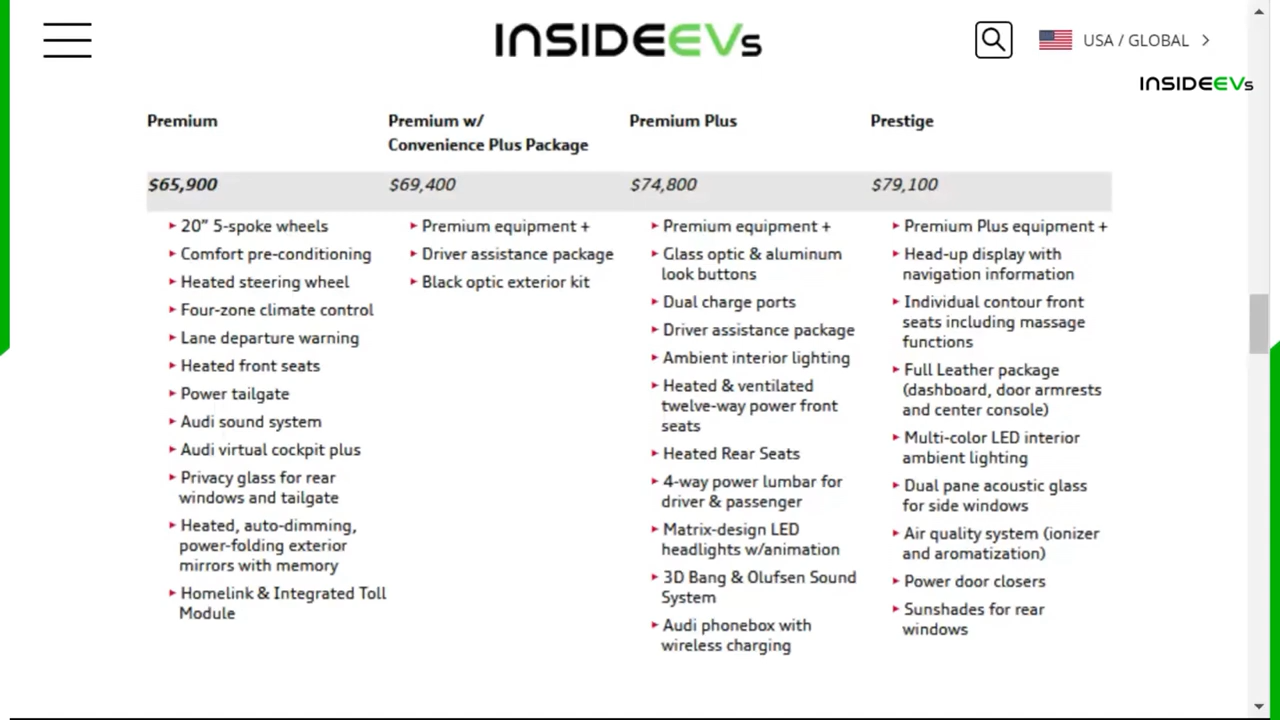 INSIDEEVs
USA / GLOBAL
INSIDEEVs
Premium
$65,900
20” 5-spoke wheels
Comfort pre-conditioning
Heated steering wheel
Four-zone climate control
Lane departure warning
Heated front seats
Power tailgate
Audi sound system
Audi virtual cockpit plus
Privacy glass for rear
windows and tailgate
Heated, auto-dimming,
power-folding exterior
mirrors with memory
Homelink & Integrated Toll
Module
Premium w/
Convenience Plus Package
$69,400
Premium equipment +
Driver assistance package
Black optic exterior kit
Premium Plus
$74,800
Premium equipment +
Glass optic & aluminum
look buttons
Dual charge ports
Driver assistance package
Ambient interior lighting
Heated & ventilated
twelve-way power front
seats
Heated Rear Seats
4-way power lumbar for
driver & passenger
Matrix-design LED
headlights w/animation
3D Bang & Olufsen Sound
System
Audi phonebox with
wireless charging
Prestige
$79,100
Premium Plus equipment +
Head-up display with
navigation information
Individual contour front
seats including massage
functions
Full Leather package
(dashboard, door armrests
and center console)
Multi-color LED interior
ambient lighting
Dual pane acoustic glass
for side windows
Air quality system (ionizer
and aromatization)
Power door closers
Sunshades for rear
windows